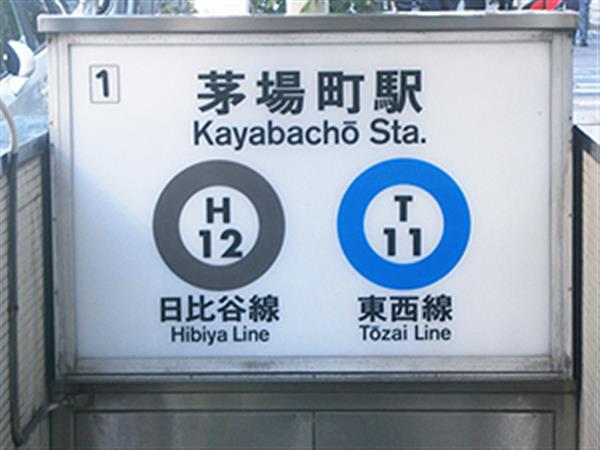 1
茅場町駅
Kayabachō Sta.
H
12
T
11
日比谷線
Hibiya Line
東西線
Tōzai Line